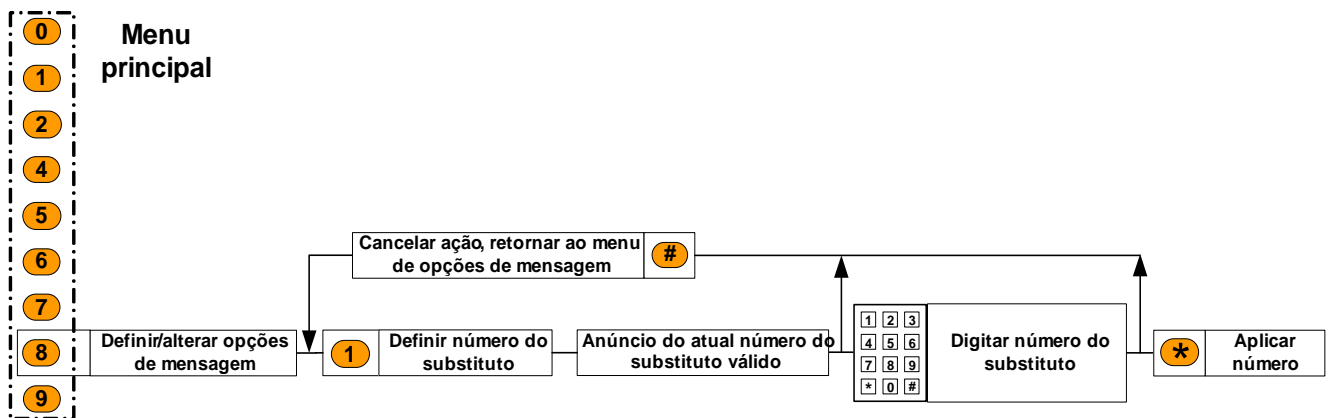 0
Menu
principal
1
2
4
5
6
7
8
9
Cancelar ação, retornar ao menu
de opções de mensagem
#
Definir/alterar opções
de mensagem
1
Definir número do
substituto
Anúncio do atual número do
substituto válido
1 2 3
4 5 6
7 8 9
* 0 #
Digitar número do
substituto
*
Aplicar
número